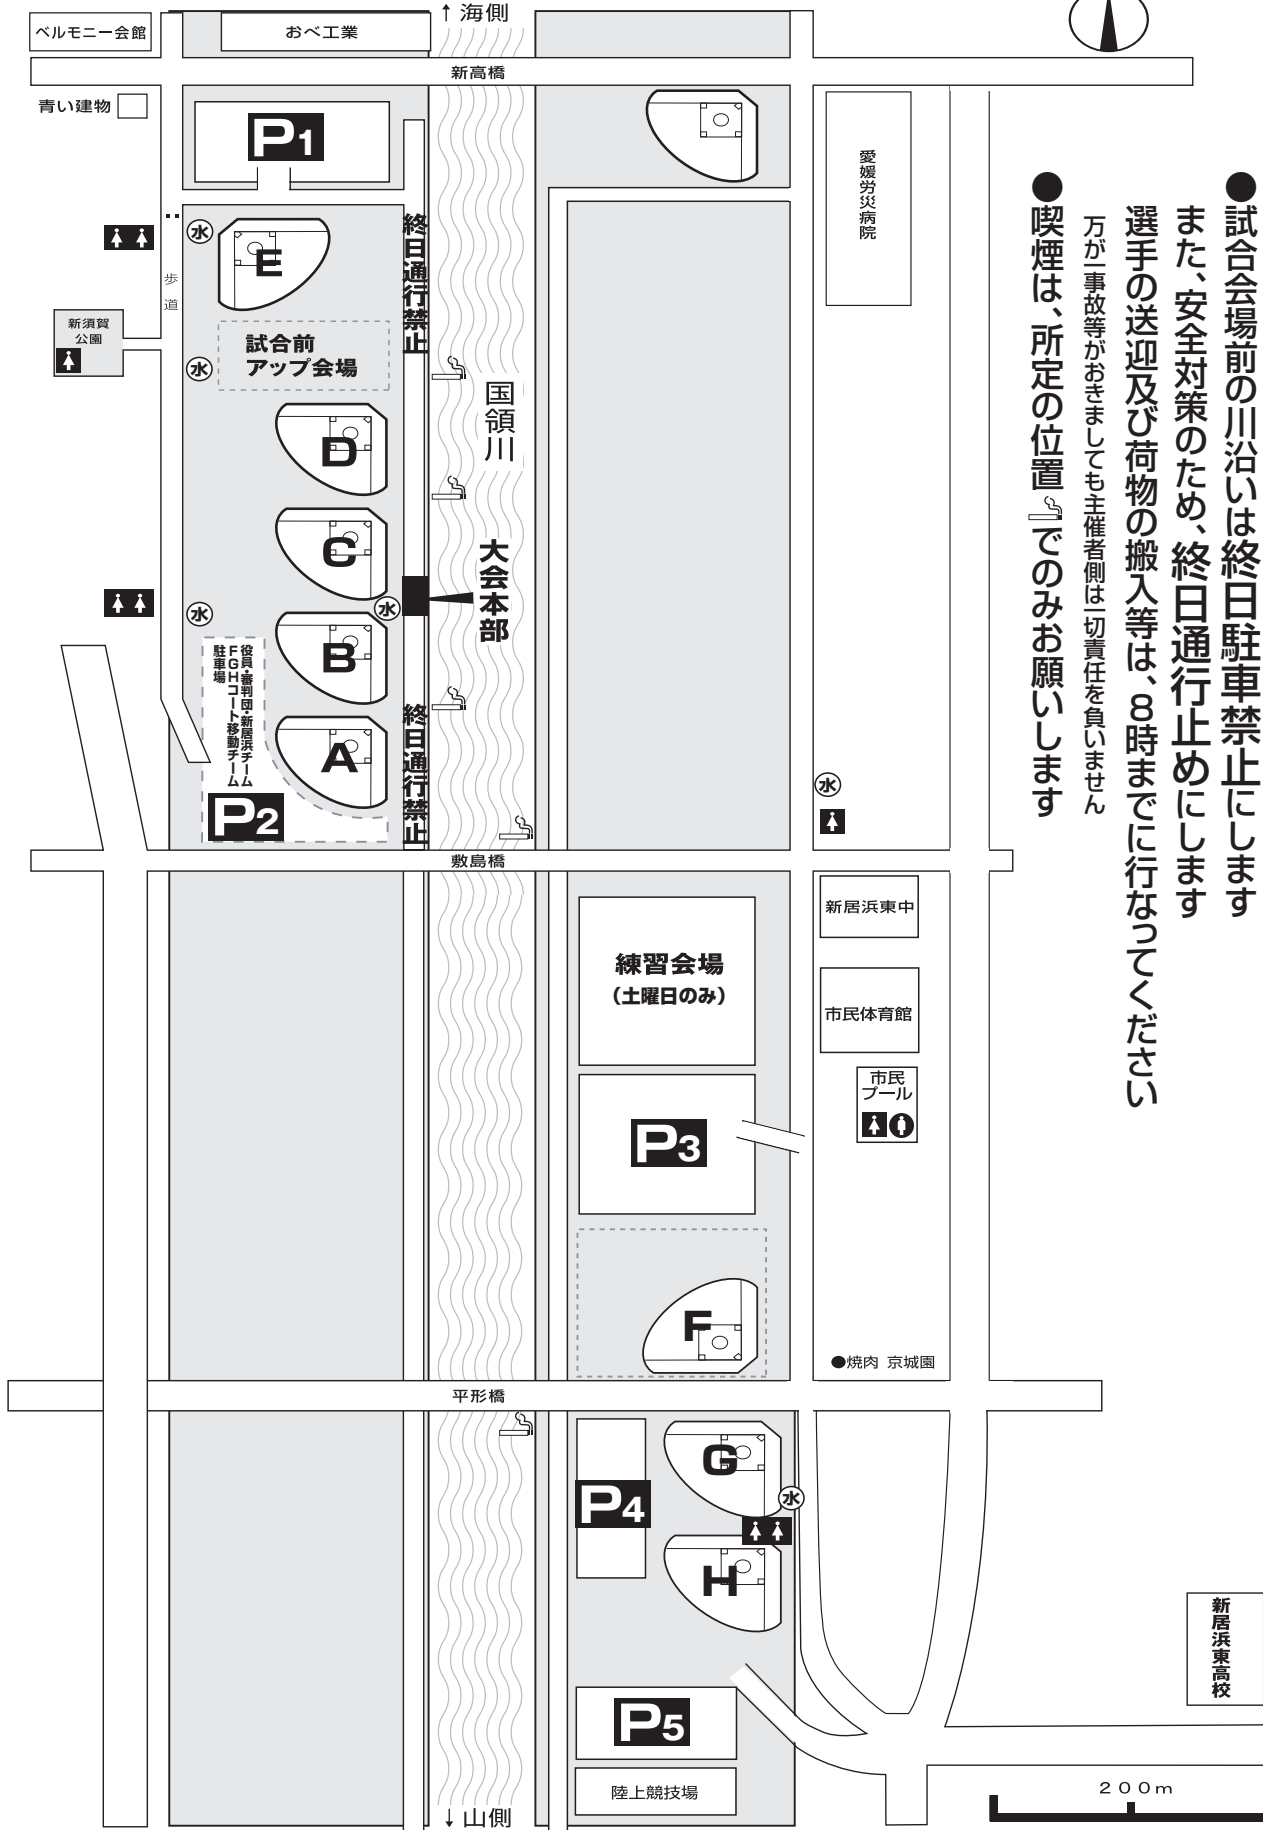 ↑海側
ベルモニー会館
おべ工業
新高橋
青い建物
P1
愛媛労災病院
水
E
終日通行禁止
歩道
新須賀
公園
試合前
アップ会場
水
国領川
D
C
大会本部
水
水
B
役員・審判団・新居浜チーム
FGHコート移動チーム
駐車場
A
終日通行禁止
P2
水
敷島橋
新居浜東中
練習会場
(土曜日のみ)
市民体育館
市民
プール
P3
F
●焼肉 京城園
平形橋
G
P4
水
H
新居浜東高校
P5
陸上競技場
200m
↓山側
●試合会場前の川沿いは終日駐車禁止にします
また、安全対策のため、終日通行止めにします
選手の送迎及び荷物の搬入等は、8時までに行なってください
万が一事故等がおきましても主催者側は一切責任を負いません
●喫煙は、所定の位置でのみお願いします